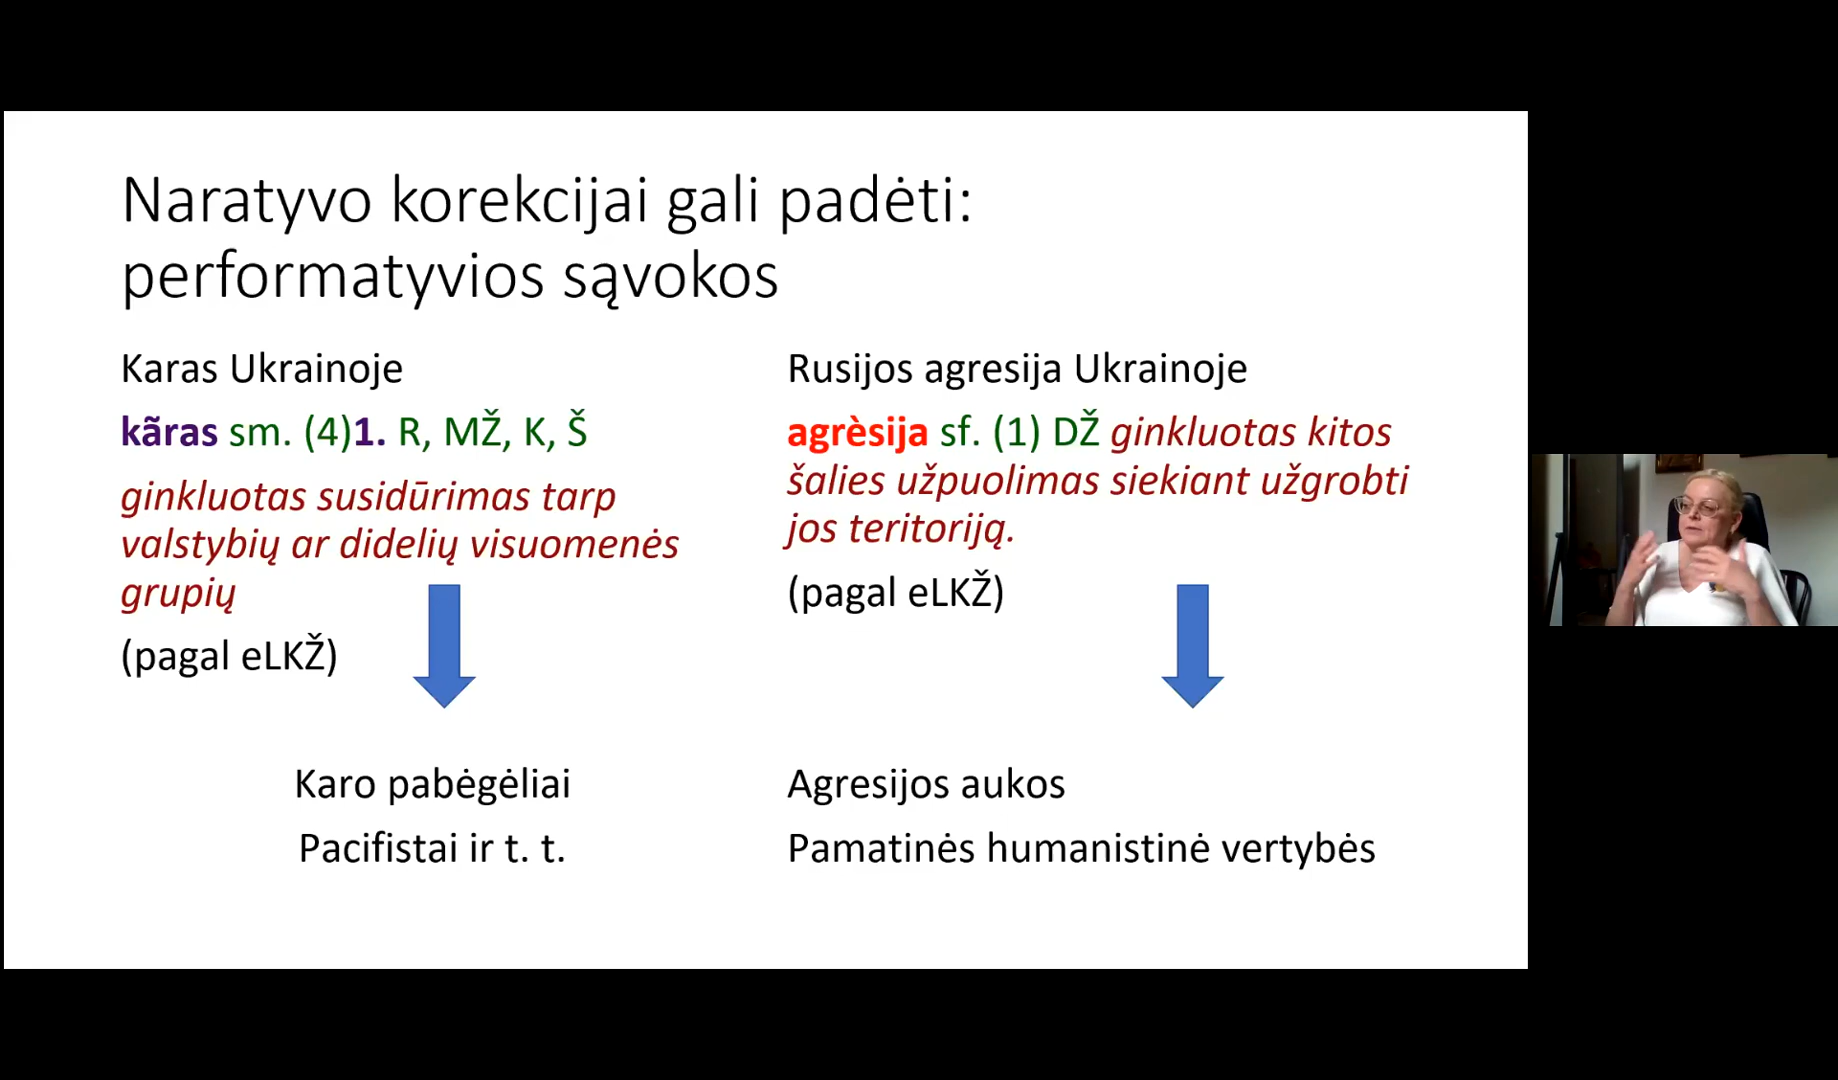 Naratyvo korekcijai gali padėti:
performatyvios sąvokos
Karas Ukrainoje
kãras sm. (4)1. R, MŽ, K, Š
ginkluotas susidūrimas tarp
valstybių ar didelių visuomenės
grupių
(pagal eLKŽ)
Karo pabėgėliai
Pacifistai ir t. t.
Rusijos agresija Ukrainoje
agrèsija sf. (1) DŽ ginkluotas kitos
šalies užpuolimas siekiant užgrobti
jos teritoriją.
(pagal eLKŽ)
Agresijos aukos
Pamatinės humanistinė vertybės